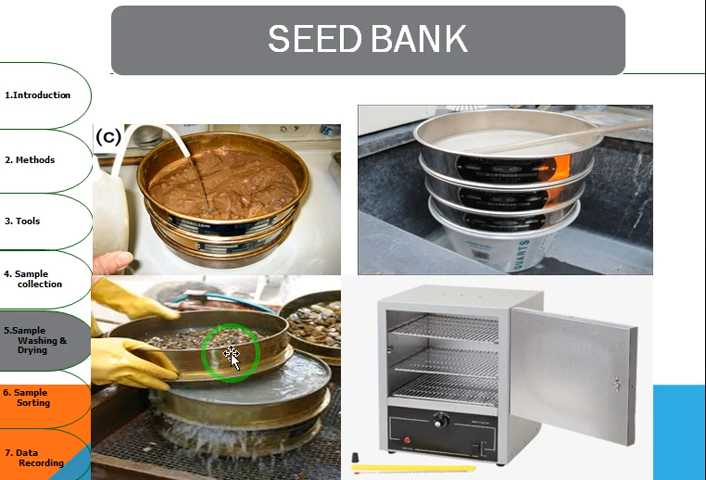 SEED BANK
1.Introduction
2. Methods
3. Tools
4. Sample
collection
5.Sample
Washing &
Drying
6. Sample
Sorting
7. Data
Recording
(c)
QUARTS